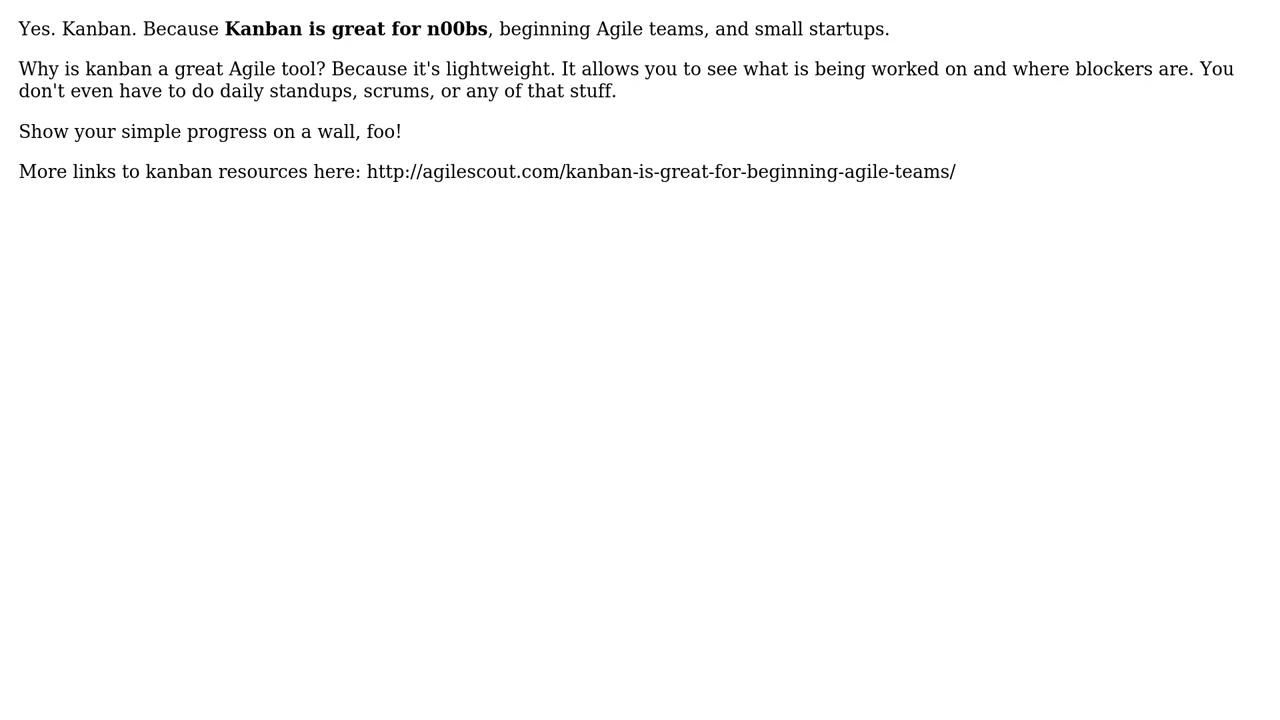 Yes. Kanban. Because Kanban is great for n00bs, beginning Agile teams, and small startups.
Why is kanban a great Agile tool? Because it's lightweight. It allows you to see what is being worked on and where blockers are. You
don't even have to do daily standups, scrums, or any of that stuff.
Show your simple progress on a wall, foo!
More links to kanban resources here: http://agilescout.com/kanban-is-great-for-beginning-agile-teams/